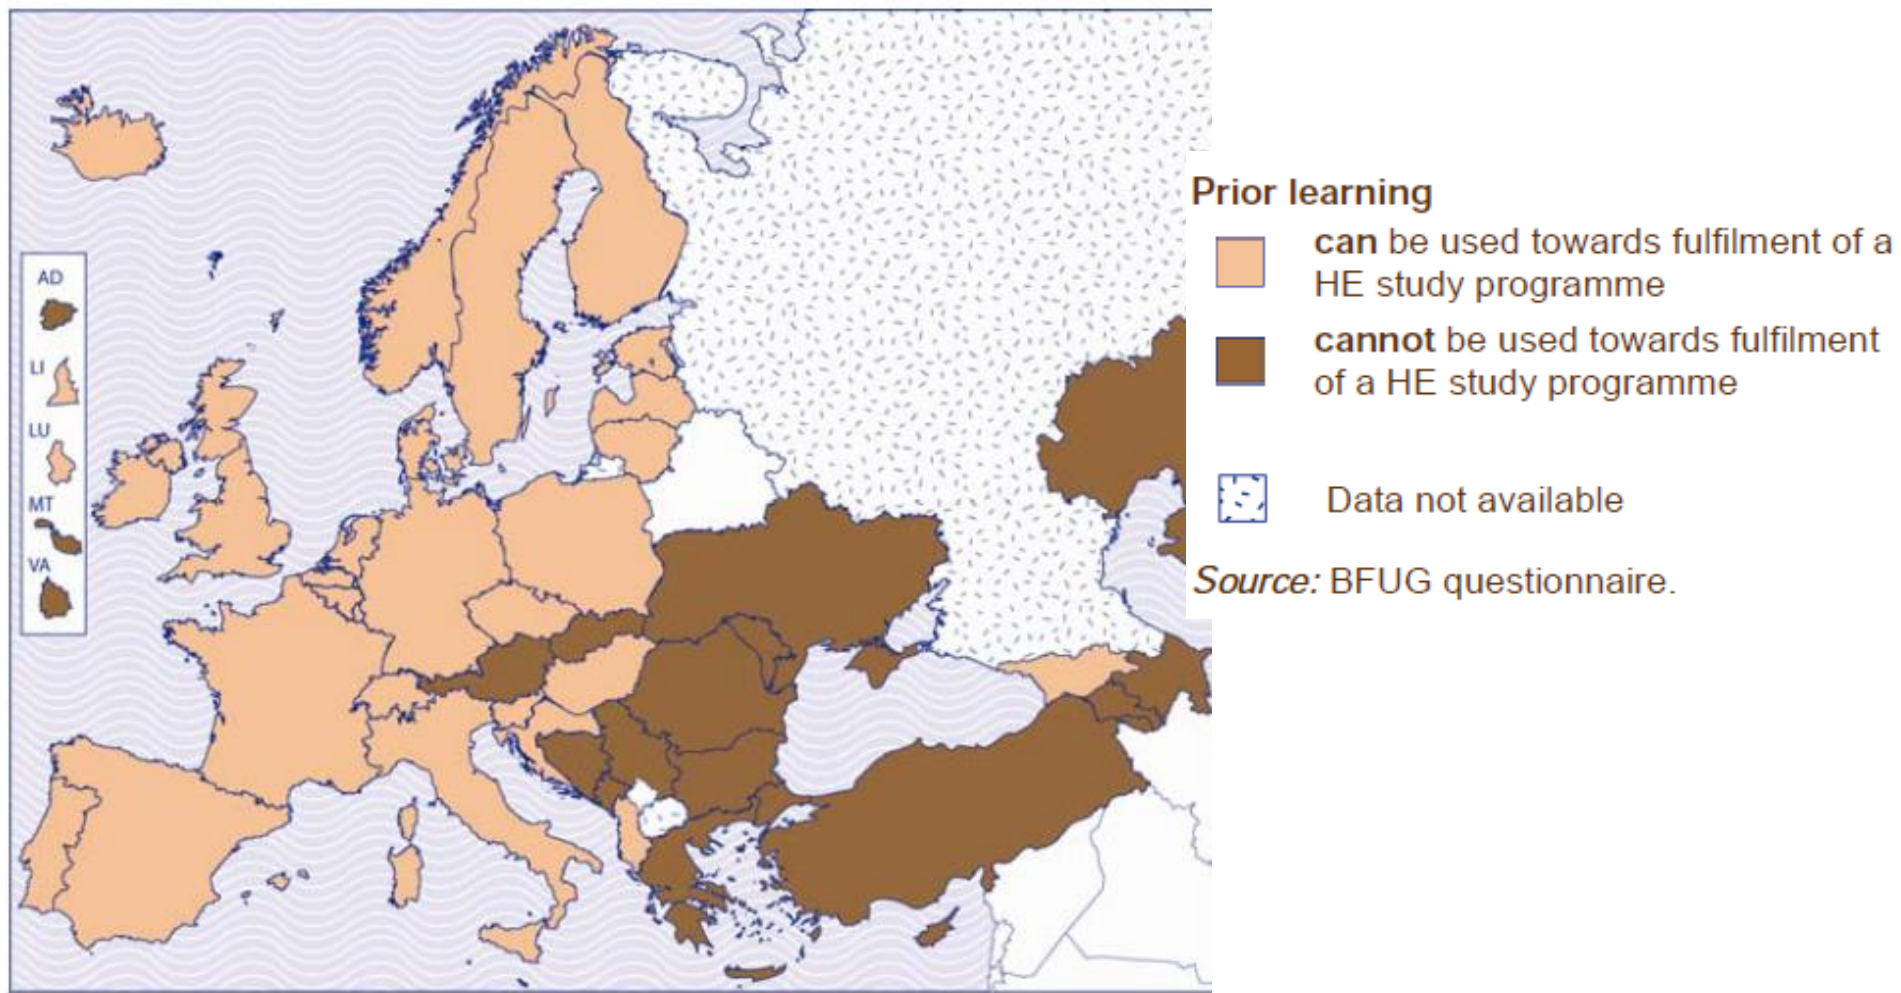 AD
LI
LU
MT
VA
Prior learning
can be used towards fulfilment of a
HE study programme
cannot be used towards fulfilment
of a HE study programme
Data not available
Source: BFUG questionnaire.